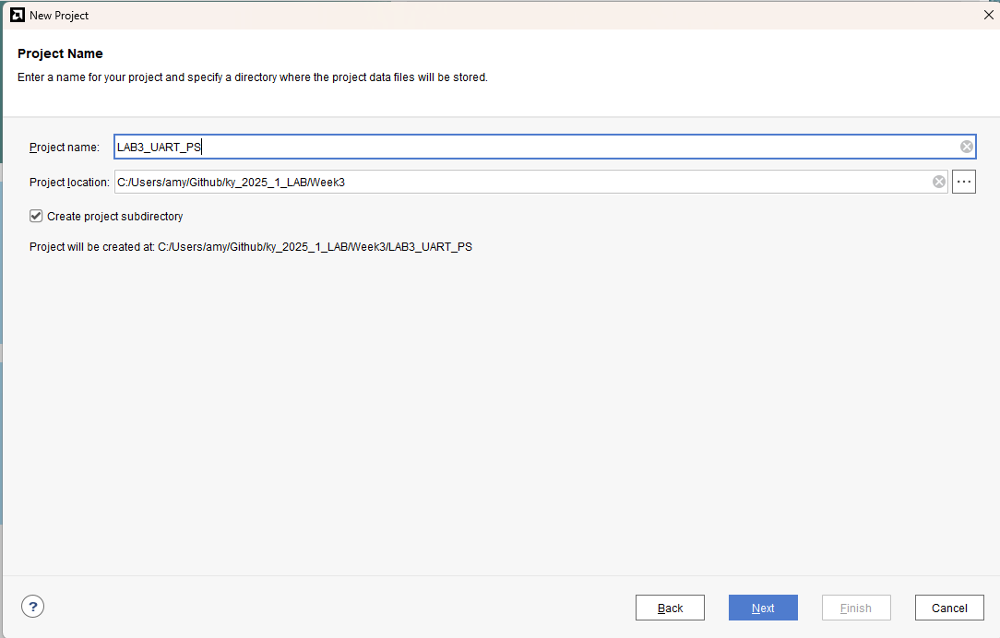 New Project
Project Name
Enter a name for your project and specify a directory where the project data files will be stored.
Project name: LAB3_UART_PS
Project location: C:/Users/amy/Github/ky_2025_1_LAB/Week3
Create project subdirectory
Project will be created at: C:/Users/amy/Github/ky_2025_1_LAB/Week3/LAB3_UART_PS
? Back Next Finish Cancel